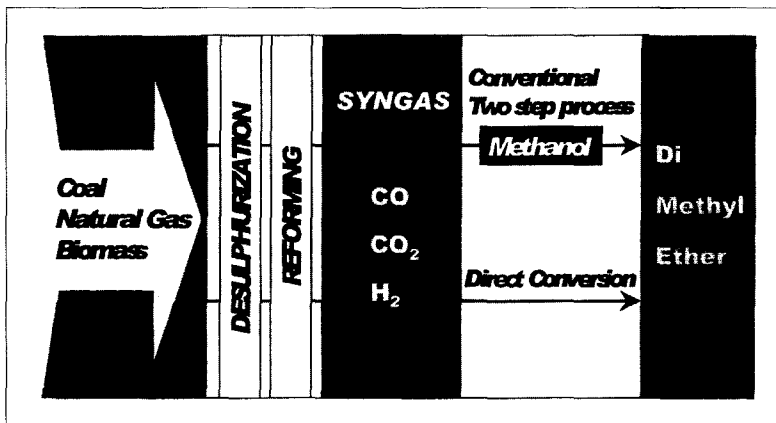 Coal
Natural Gas
Biomass
DESULPHURIZATION
REFORMING
SYNGAS
CO
CO₂
H₂
Conventional
Two step process
Methanol
Direct Conversion
Di
Methyl
Ether